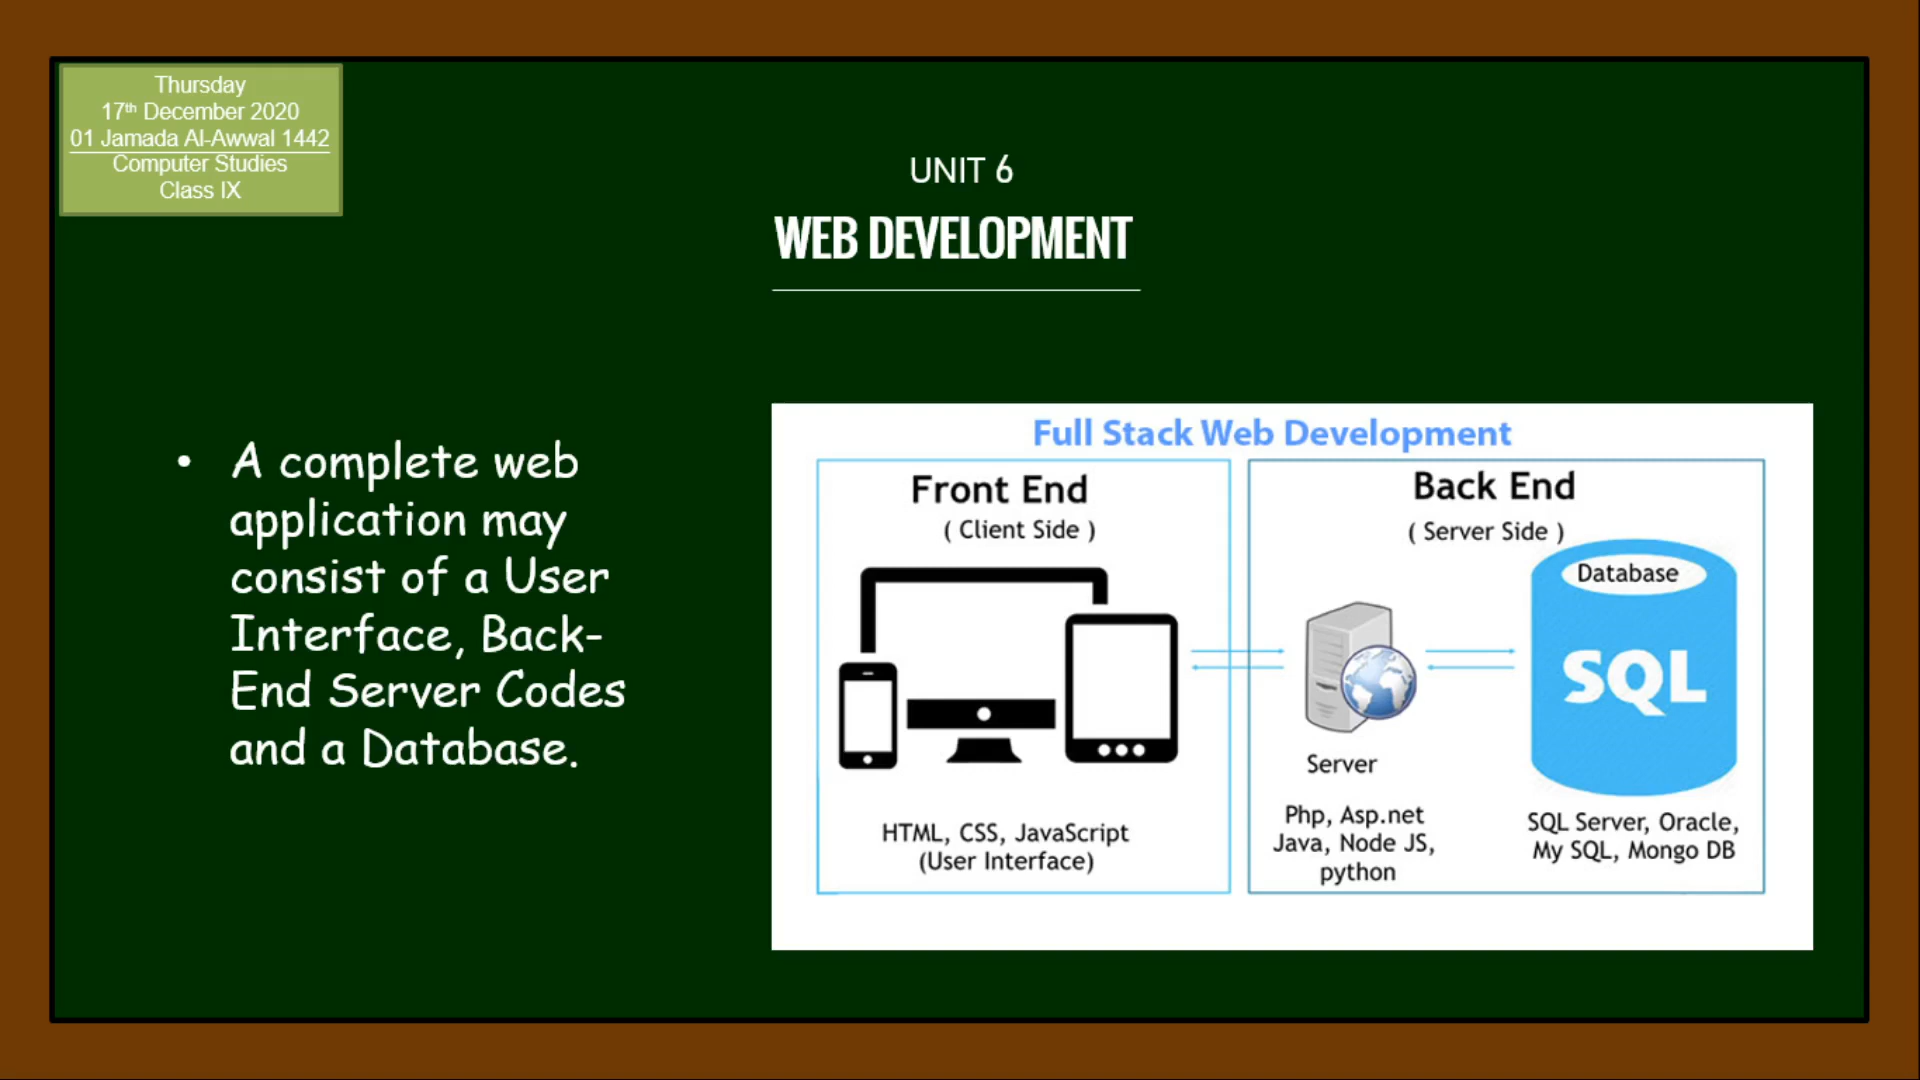 Thursday
17th December 2020
01 Jamada Al-Awwal 1442
Computer Studies
Class IX
UNIT 6
WEB DEVELOPMENT
• A complete web
application may
consist of a User
Interface, Back-
End Server Codes
and a Database.
Full Stack Web Development
Front End
( Client Side )
HTML, CSS, JavaScript
(User Interface)
Back End
( Server Side )
Database
SQL
Server
Php, Asp.net
Java, Node JS,
python
SQL Server, Oracle,
My SQL, Mongo DB